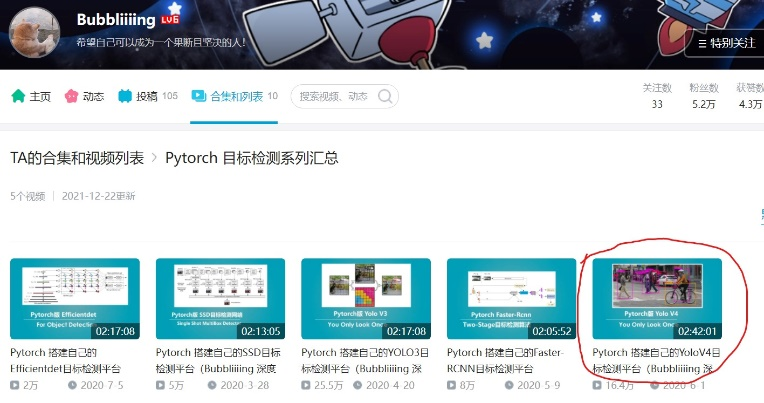 Bubbliiiing LV6
希望自己可以成为一个果断且坚决的人!
特别关注
主页 动态 投稿 105 合集和列表 10 搜索视频、动态
关注数 粉丝数 获赞数
33 5.2万 4.3万
TA的合集和视频列表 > Pytorch 目标检测系列汇总
5个视频 2021-12-22更新
Pytorch版 Efficientdet
For Object Detectio
02:17:08
Pytorch 搭建自己的
Efficientdet目标检测平台
2万 2020-7-5
Pytorch版 SSD目标检测网络
Single Shot MultiBox Detec
02:13:05
Pytorch 搭建自己的SSD目标
检测平台（Bubbliiiing 深度
5万 2020-3-28
Pytorch版 Yolo V3
You Only Look Onc
02:17:08
Pytorch 搭建自己的YOLO3目
标检测平台（Bubbliiiing 深
25.5万 2020-4-20
Pytorch Faster-Rcnn
Two-Stage目标检测算法
02:05:52
Pytorch 搭建自己的Faster-
RCNN目标检测平台
8万 2020-5-9
Pytorch版 Yolo V4
You Only Look On
02:42:01
Pytorch 搭建自己的YoloV4目
标检测平台（Bubbliiiing 深
16.4万 2020-6-1